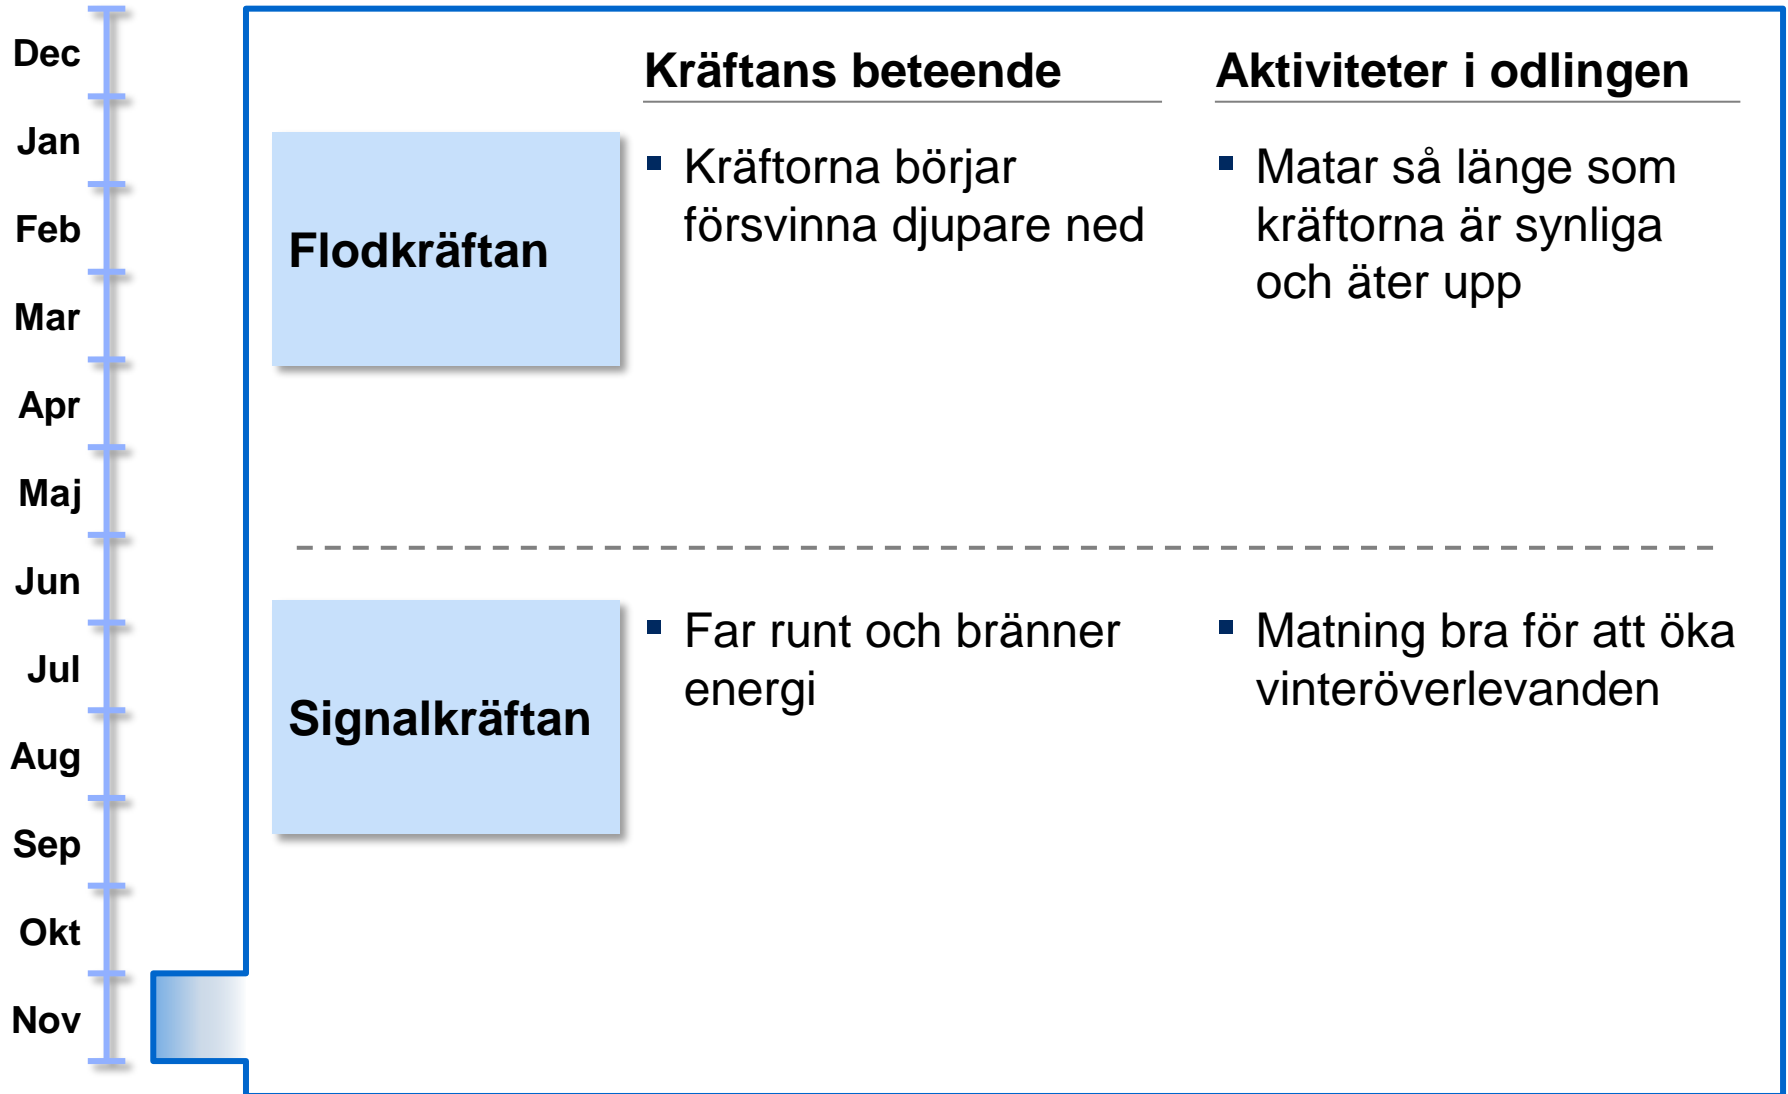 Dec
Jan
Feb
Mar
Apr
Maj
Jun
Jul
Aug
Sep
Okt
Nov
Kräftans beteende
Aktiviteter i odlingen
Flodkräftan
▪ Kräftorna börjar
försvinna djupare ned
▪ Matar så länge som
kräftorna är synliga
och äter upp
Signalkräftan
▪ Far runt och bränner
energi
▪ Matning bra för att öka
vinteröverlevanden